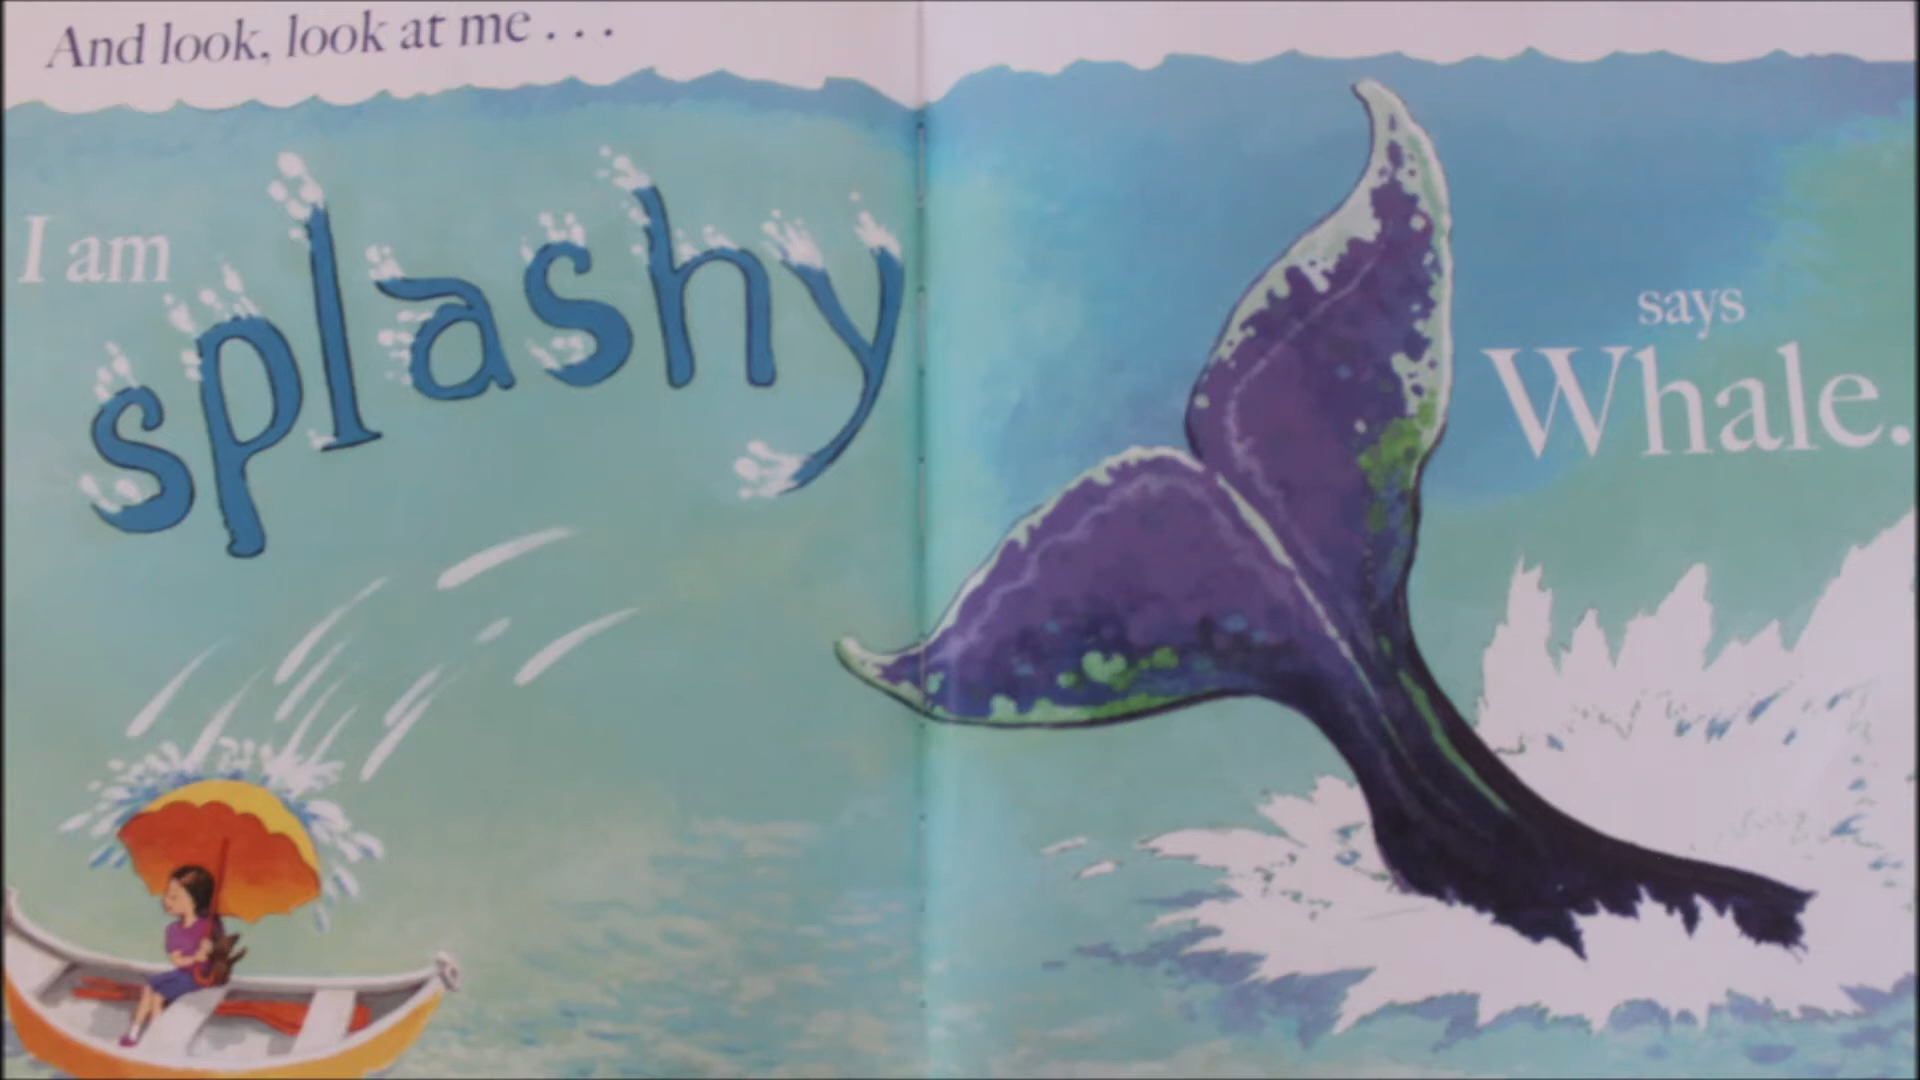 And look, look at me . . .
I am
splashy
says
Whale.